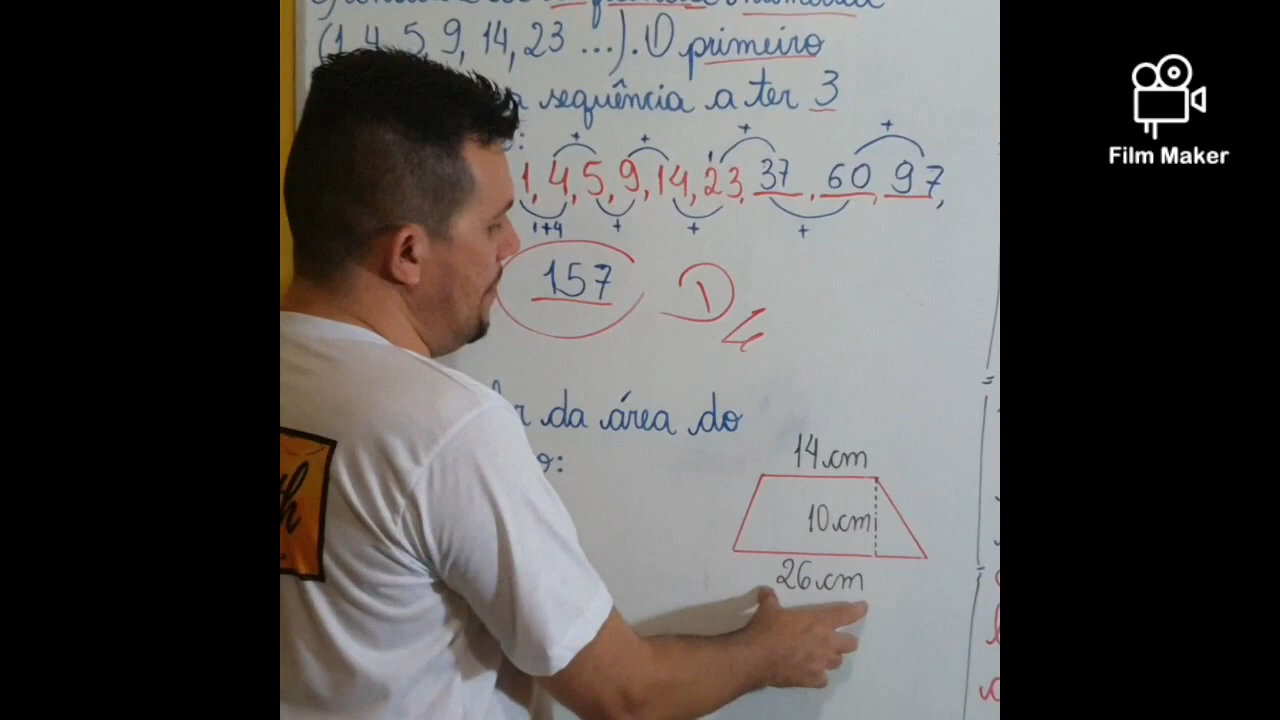 numérica
(1, 4, 5, 9, 14, 23 ...). O primeiro
a sequência a ter 3
:
+ + + +
1, 4, 5, 9, 14, 23, 37, 60, 97,
1+4 + + +
157 D
da área do
o:
14 cm
10 cm
26 cm
Film Maker